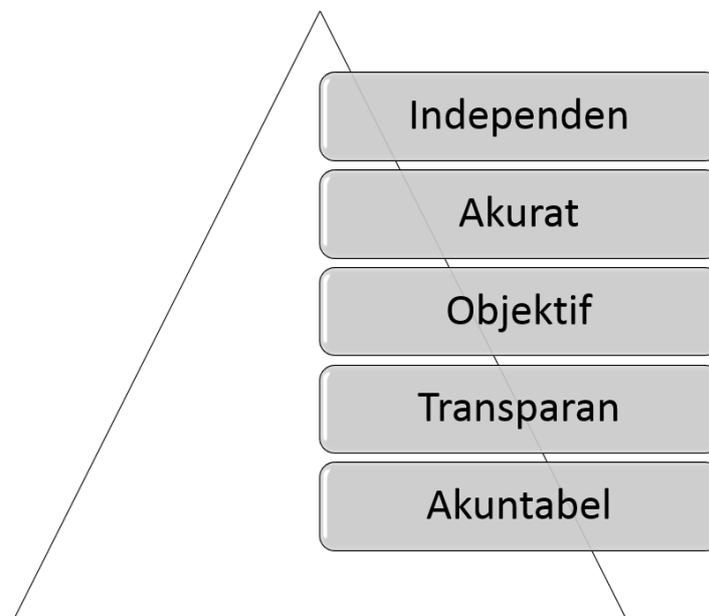 Independen
Akurat
Objektif
Transparan
Akuntabel